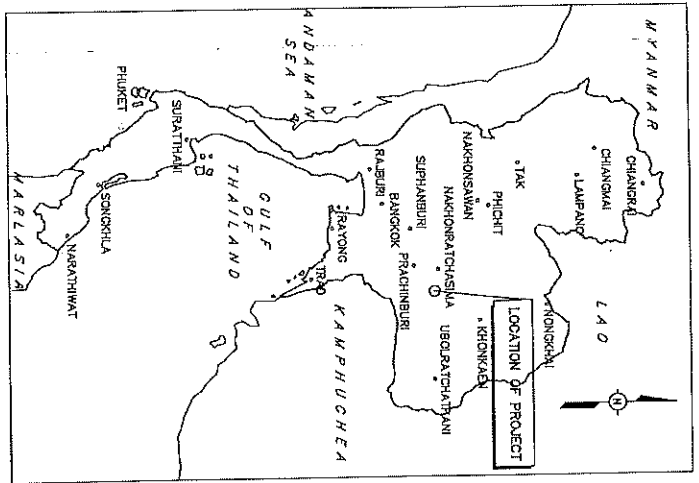 MYANMAR
CHIANGRAI
CHIANGMAI
LAO
N
LAMPANG
NONGKHAI
TAK
LOCATION OF PROJECT
PHICHIT
KHONKAEN
NAKHONSAWAN
NAKHONRATCHASIMA
UBOLRATCHATHANI
SUPHANBURI
PRACHINBURI
BANGKOK
RAJBURI
RAYONG
KAMPHUCHEA
TRAD
ANDAMAN
SEA
GULF
OF
THAILAND
SURATTHANI
PHUKET
SONGKHLA
NARATHIWAT
MARLASIA